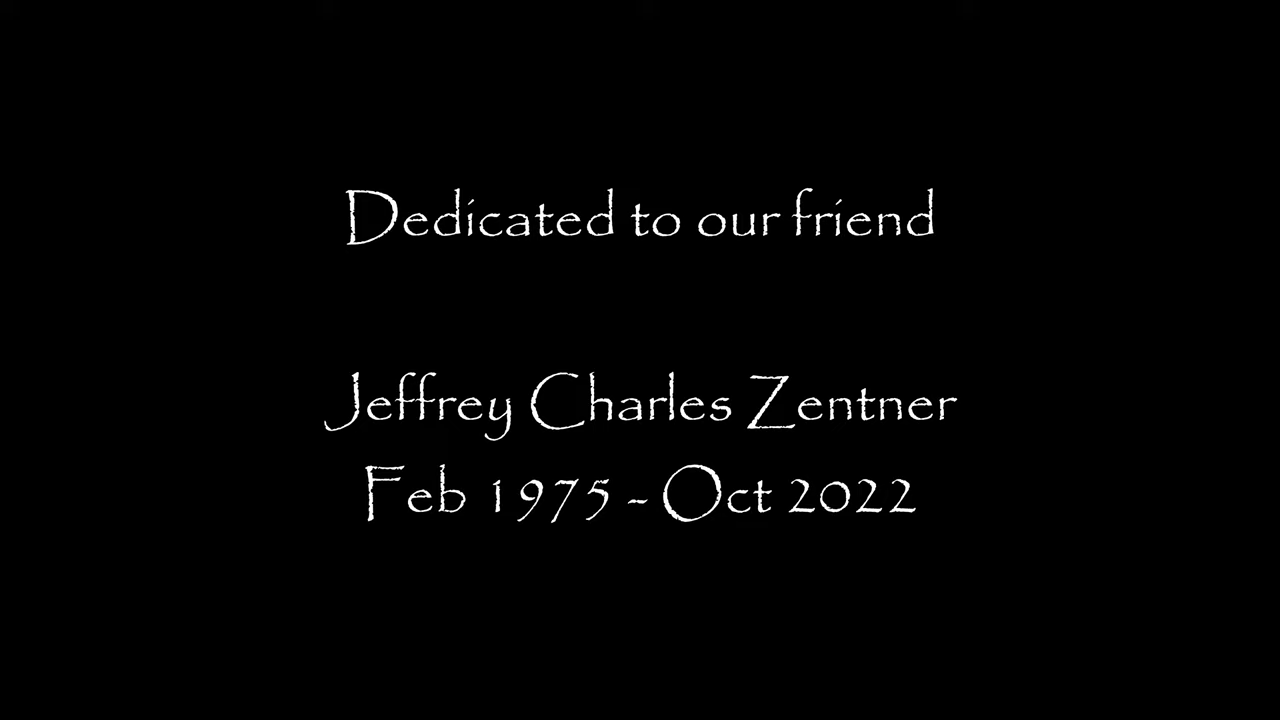 Dedicated to our friend
Jeffrey Charles Zentner
Feb 1975 - Oct 2022